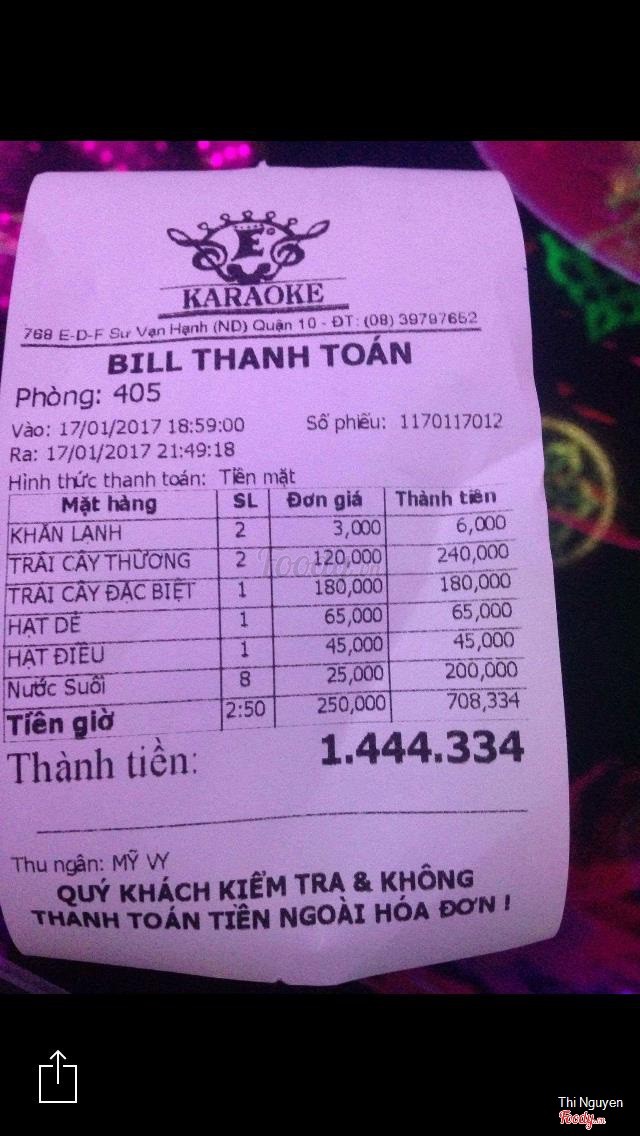 E
KARAOKE
768 E-D-F Sư Vạn Hạnh (ND) Quận 10 - ĐT: (08) 39797652
BILL THANH TOÁN
Phòng: 405
Vào: 17/01/2017 18:59:00 Số phiếu: 1170117012
Ra: 17/01/2017 21:49:18
Hình thức thanh toán: Tiền mặt
Mặt hàng SL Đơn giá Thành tiền
KHĂN LẠNH 2 3,000 6,000
TRÁI CÂY THƯỜNG 2 120,000 240,000
TRÁI CÂY ĐẶC BIỆT 1 180,000 180,000
HẠT DẺ 1 65,000 65,000
HẠT ĐIỀU 1 45,000 45,000
Nước Suối 8 25,000 200,000
Tiền giờ 2:50 250,000 708,334
Thành tiền: 1.444.334
Thu ngân: MỸ VY
QUÝ KHÁCH KIỂM TRA & KHÔNG
THANH TOÁN TIỀN NGOÀI HÓA ĐƠN !
Thi Nguyen
Foody.vn